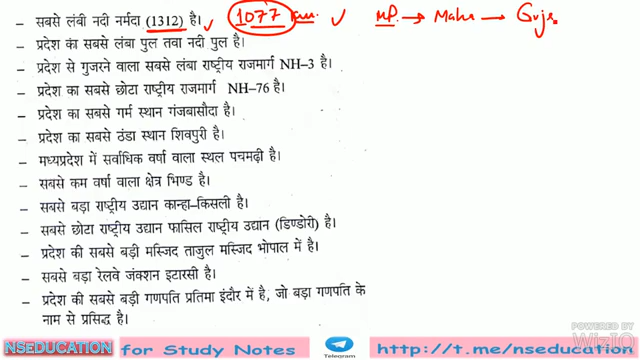 – सबसे लंबी नदी नर्मदा (1312) है। 1077 km MP → Maha → Gujr.
– प्रदेश का सबसे लंबा पुल तवा नदी पुल है।
– प्रदेश से गुजरने वाला सबसे लंबा राष्ट्रीय राजमार्ग NH–3 है।
– प्रदेश का सबसे छोटा राष्ट्रीय राजमार्ग NH–76 है।
– प्रदेश का सबसे गर्म स्थान गंजबासौदा है।
– प्रदेश का सबसे ठंडा स्थान शिवपुरी है।
– मध्यप्रदेश में सर्वाधिक वर्षा वाला स्थल पचमढ़ी है।
– सबसे कम वर्षा वाला क्षेत्र भिण्ड है।
– सबसे बड़ा राष्ट्रीय उद्यान कान्हा–किसली है।
– सबसे छोटा राष्ट्रीय उद्यान फासिल राष्ट्रीय उद्यान (डिण्डोरी) है।
– प्रदेश की सबसे बड़ी मस्जिद ताजुल मस्जिद भोपाल में है।
– सबसे बड़ा रेलवे जंक्शन इटारसी है।
– प्रदेश की सबसे बड़ी गणपति प्रतिमा इंदौर में है, जो बड़ा गणपति के
नाम से प्रसिद्ध है।
POWERED BY
WizIQ
NSEDUCATION for Study Notes Telegram http://t.me/nseducation